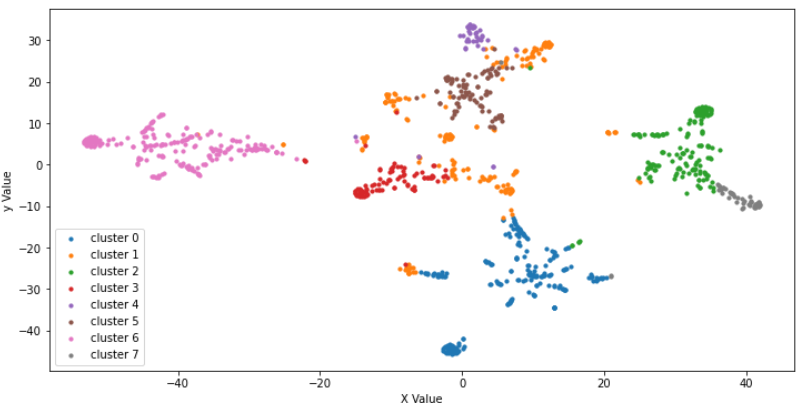 30
20
10
0
−10
−20
−30
−40
y Value
cluster 0
cluster 1
cluster 2
cluster 3
cluster 4
cluster 5
cluster 6
cluster 7
−40 −20 0 20 40
X Value